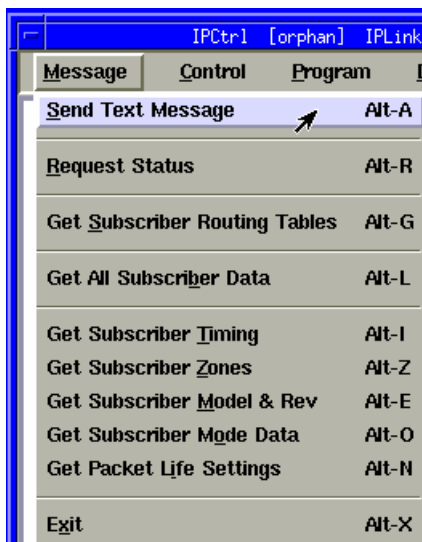 IPCtrl [orphan] IPLink
Message Control Program
Send Text Message Alt-A
Request Status Alt-R
Get Subscriber Routing Tables Alt-G
Get All Subscriber Data Alt-L
Get Subscriber Timing Alt-I
Get Subscriber Zones Alt-Z
Get Subscriber Model & Rev Alt-E
Get Subscriber Mode Data Alt-O
Get Packet Life Settings Alt-N
Exit Alt-X